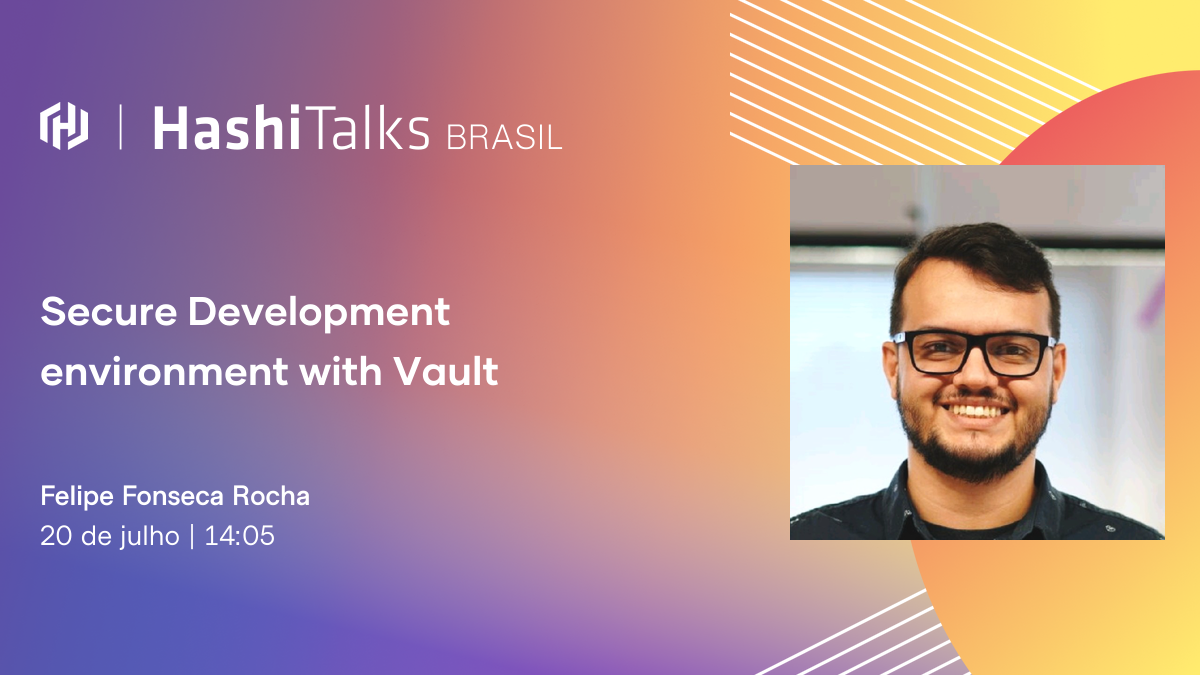 HashiTalks BRASIL
Secure Development
environment with Vault
Felipe Fonseca Rocha
20 de julho | 14:05